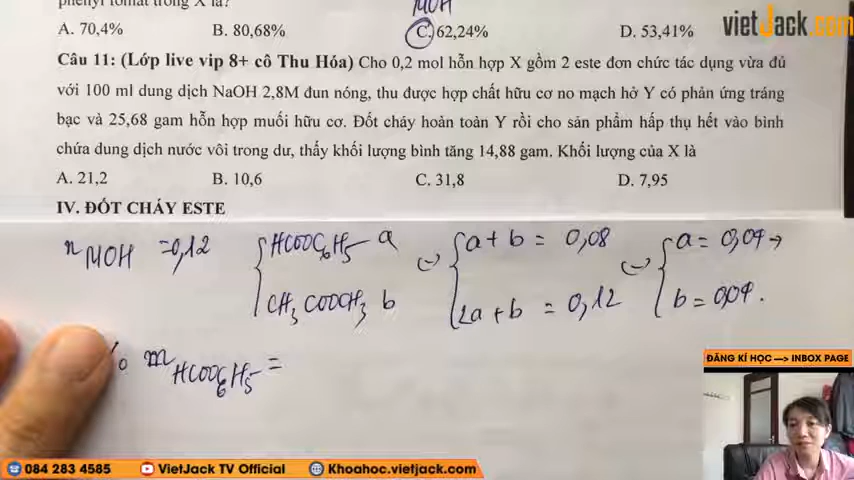 phenyl fomat trong X là?
MOH
A. 70,4% B. 80,68% C. 62,24% D. 53,41%
vietJack.com
Câu 11: (Lớp live vip 8+ cô Thu Hóa) Cho 0,2 mol hỗn hợp X gồm 2 este đơn chức tác dụng vừa đủ
với 100 ml dung dịch NaOH 2,8M đun nóng, thu được hợp chất hữu cơ no mạch hở Y có phản ứng tráng
bạc và 25,68 gam hỗn hợp muối hữu cơ. Đốt cháy hoàn toàn Y rồi cho sản phẩm hấp thụ hết vào bình
chứa dung dịch nước vôi trong dư, thấy khối lượng bình tăng 14,88 gam. Khối lượng của X là
A. 21,2 B. 10,6 C. 31,8 D. 7,95
IV. ĐỐT CHÁY ESTE
n MOH = 0,12 HCOOC6H5 a a + b = 0,08 a = 0,04 →
CH3COOCH3 b 2a + b = 0,12 b = 0,04.
% m HCOOC6H5 =
ĐĂNG KÍ HỌC —> INBOX PAGE
084 283 4585 VietJack TV Official Khoahoc.vietjack.com